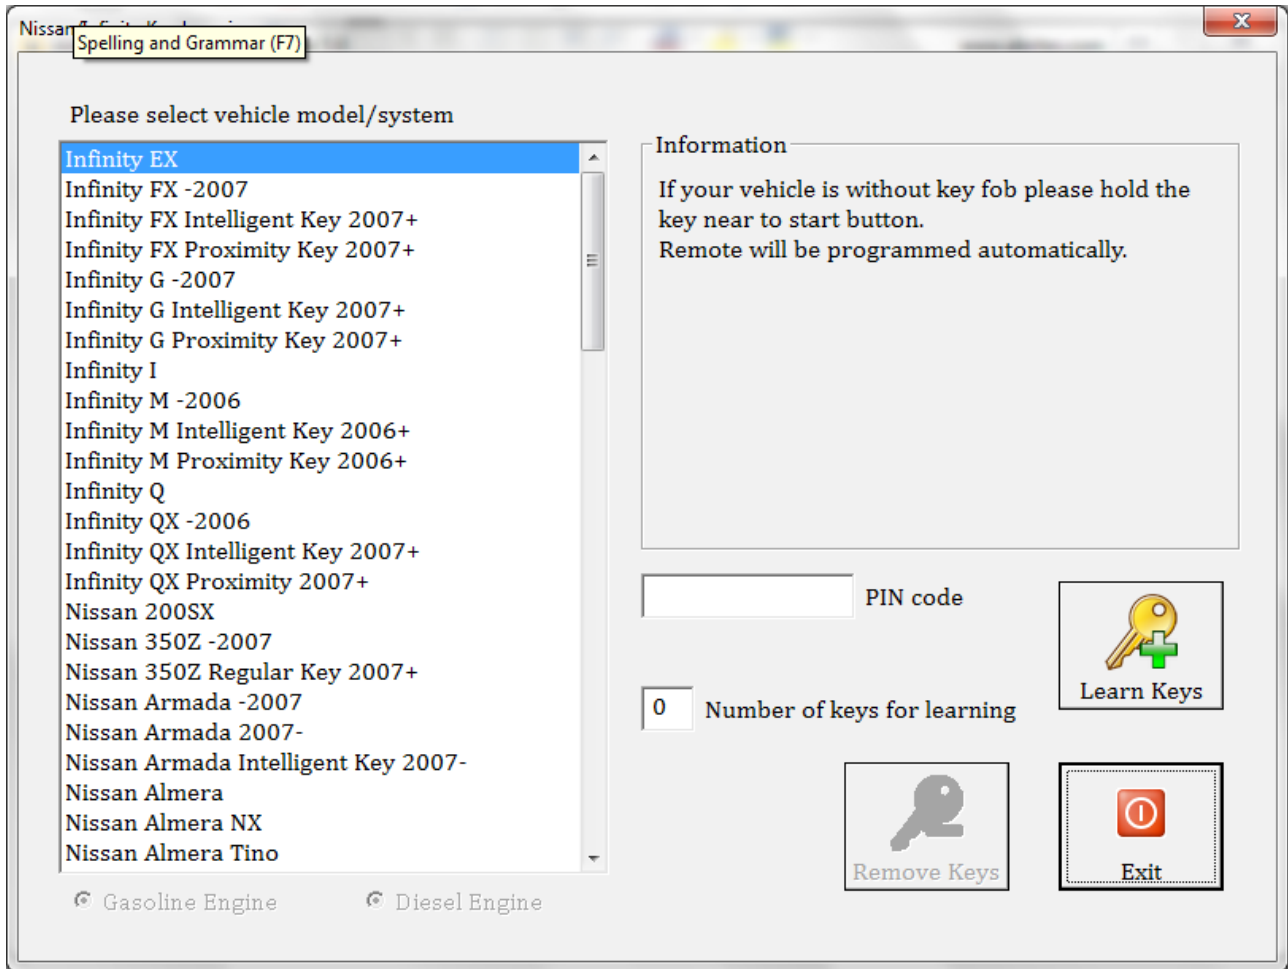 Nissan
Spelling and Grammar (F7)
Please select vehicle model/system
Infinity EX
Infinity FX -2007
Infinity FX Intelligent Key 2007+
Infinity FX Proximity Key 2007+
Infinity G -2007
Infinity G Intelligent Key 2007+
Infinity G Proximity Key 2007+
Infinity I
Infinity M -2006
Infinity M Intelligent Key 2006+
Infinity M Proximity Key 2006+
Infinity Q
Infinity QX -2006
Infinity QX Intelligent Key 2007+
Infinity QX Proximity 2007+
Nissan 200SX
Nissan 350Z -2007
Nissan 350Z Regular Key 2007+
Nissan Armada -2007
Nissan Armada 2007-
Nissan Armada Intelligent Key 2007-
Nissan Almera
Nissan Almera NX
Nissan Almera Tino
Gasoline Engine
Diesel Engine
Information
If your vehicle is without key fob please hold the
key near to start button.
Remote will be programmed automatically.
PIN code
0 Number of keys for learning
Learn Keys
Remove Keys
Exit